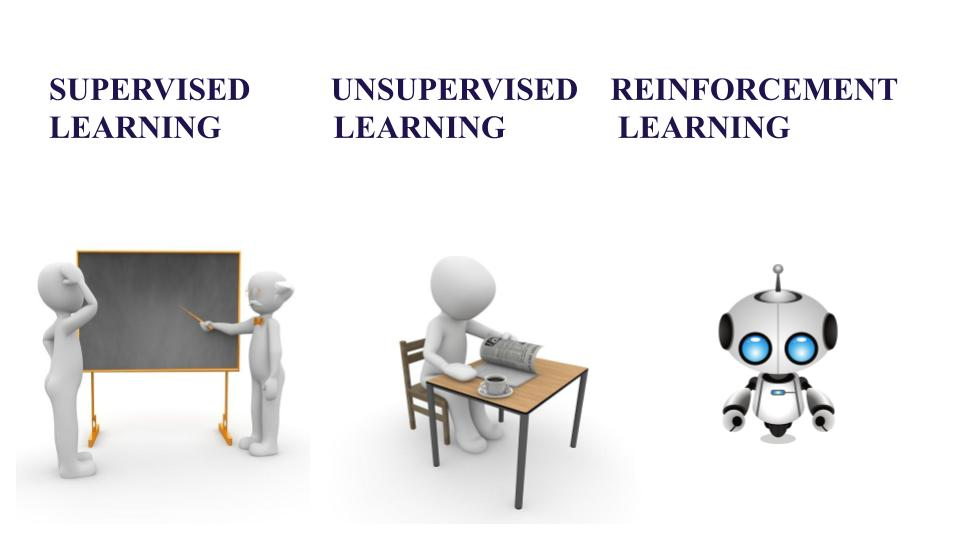 SUPERVISED
LEARNING
UNSUPERVISED
LEARNING
REINFORCEMENT
LEARNING